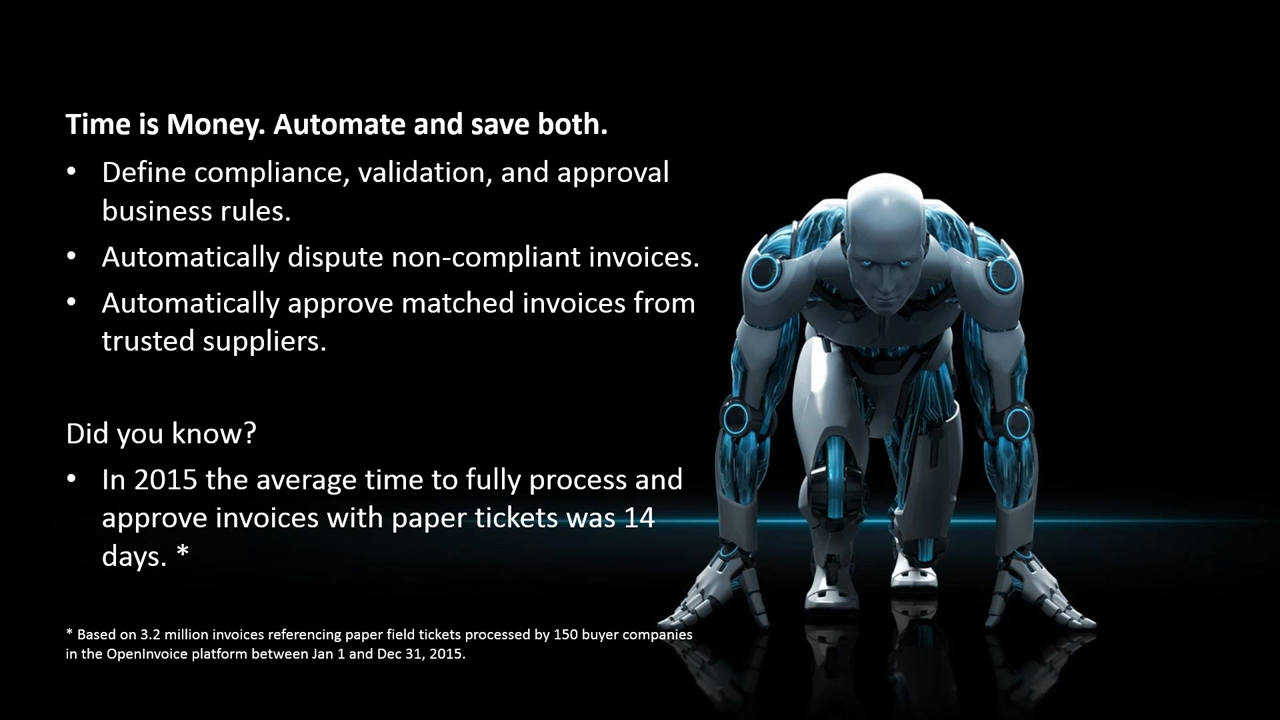 Time is Money. Automate and save both.
• Define compliance, validation, and approval
business rules.
• Automatically dispute non-compliant invoices.
• Automatically approve matched invoices from
trusted suppliers.
Did you know?
• In 2015 the average time to fully process and
approve invoices with paper tickets was 14
days. *
* Based on 3.2 million invoices referencing paper field tickets processed by 150 buyer companies
in the OpenInvoice platform between Jan 1 and Dec 31, 2015.